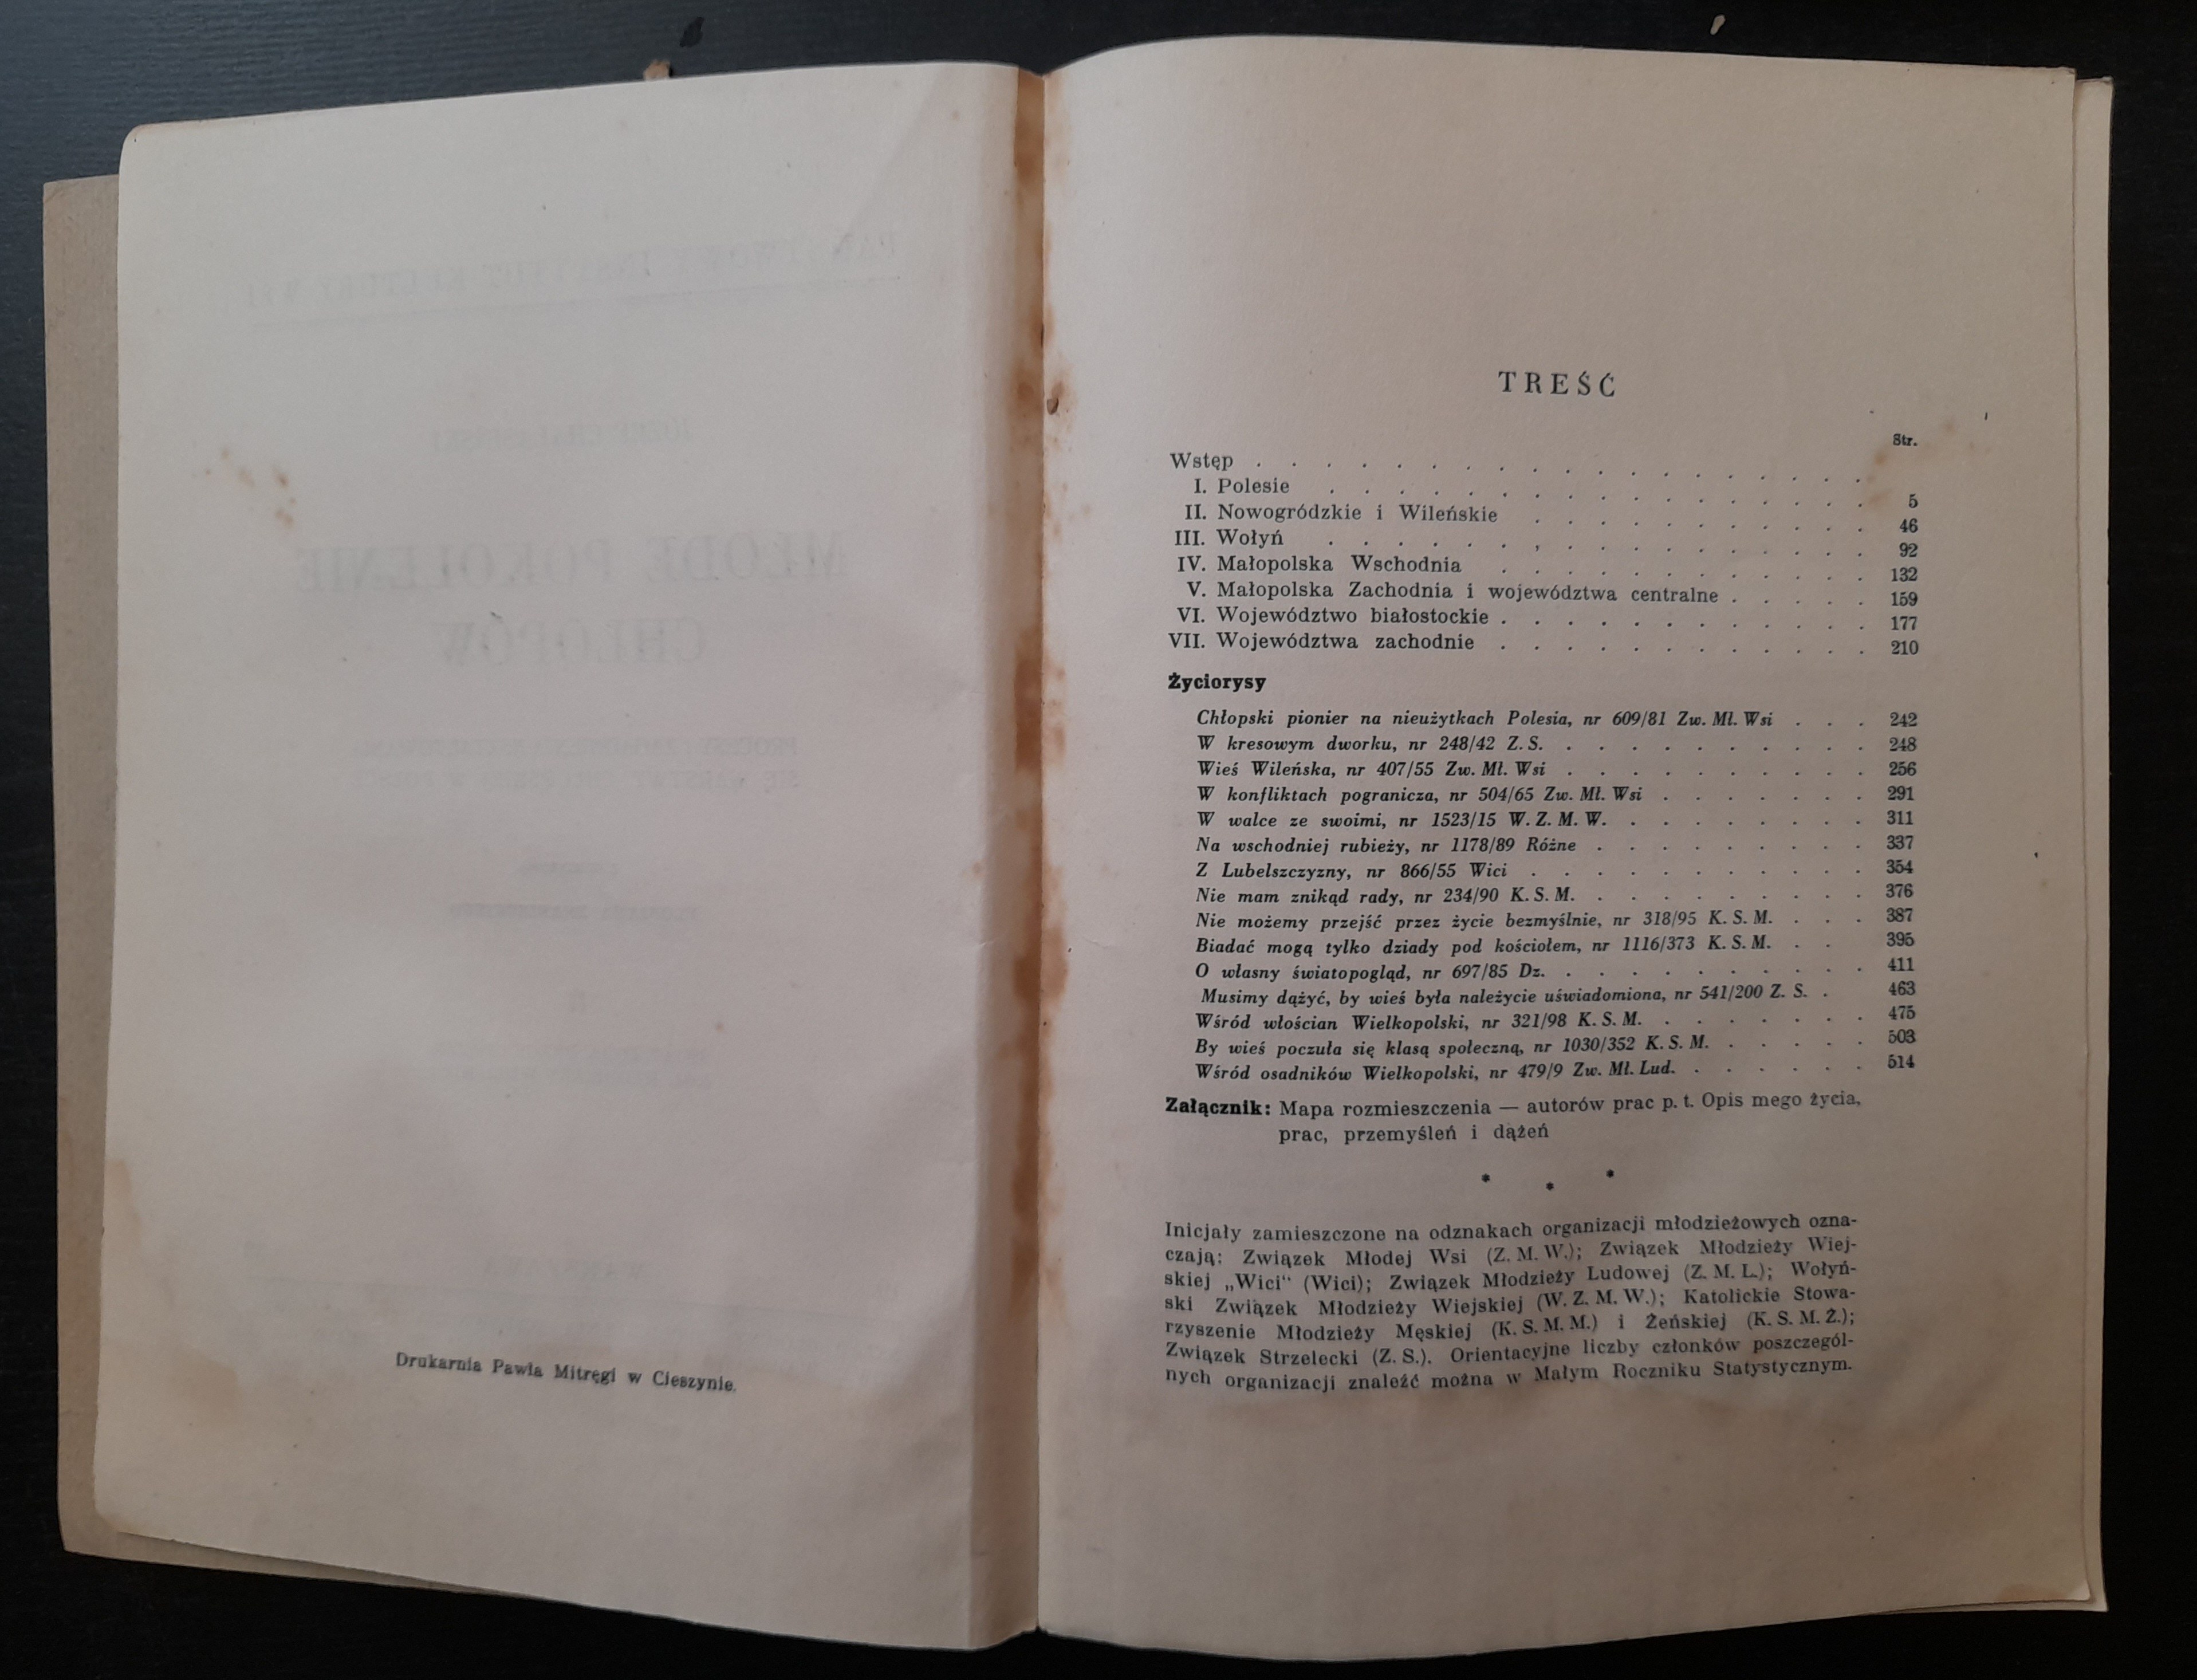 Drukarnia Pawła Mitręgi w Cieszynie.
TREŚĆ
Str.
Wstęp . . . . . . . . . . . . . . . . . .
I. Polesie . . . . . . . . . . . . . . . . 5
II. Nowogródzkie i Wileńskie . . . . . . . . . . 46
III. Wołyń . . . . . . . . . . . . . . . . 92
IV. Małopolska Wschodnia . . . . . . . . . . . 132
V. Małopolska Zachodnia i województwa centralne . . . . . 159
VI. Województwo białostockie . . . . . . . . . . . 177
VII. Województwa zachodnie . . . . . . . . . . . 210
Życiorysy
Chłopski pionier na nieużytkach Polesia, nr 609/81 Zw. Mł. Wsi . . . 242
W kresowym dworku, nr 248/42 Z. S. . . . . . . . . . . 248
Wieś Wileńska, nr 407/55 Zw. Mł. Wsi . . . . . . . . . 256
W konfliktach pogranicza, nr 504/65 Zw. Mł. Wsi . . . . . . . 291
W walce ze swoimi, nr 1523/15 W. Z. M. W. . . . . . . . . 311
Na wschodniej rubieży, nr 1178/89 Różne . . . . . . . . . 337
Z Lubelszczyzny, nr 866/55 Wici . . . . . . . . . . . 354
Nie mam znikąd rady, nr 234/90 K. S. M. . . . . . . . . . 376
Nie możemy przejść przez życie bezmyślnie, nr 318/95 K. S. M. . . . 387
Biadać mogą tylko dziady pod kościołem, nr 1116/373 K. S. M. . . 395
O własny światopogląd, nr 697/85 Dz. . . . . . . . . . . 411
Musimy dążyć, by wieś była należycie uświadomiona, nr 541/200 Z. S. . 463
Wśród włościan Wielkopolski, nr 321/98 K. S. M. . . . . . . . 475
By wieś poczuła się klasą społeczną, nr 1030/352 K. S. M. . . . . . 503
Wśród osadników Wielkopolski, nr 479/9 Zw. Mł. Lud. . . . . . . 514
Załącznik: Mapa rozmieszczenia — autorów prac p. t. Opis mego życia,
prac, przemyśleń i dążeń
* * *
Inicjały zamieszczone na odznakach organizacji młodzieżowych ozna-
czają: Związek Młodej Wsi (Z. M. W.); Związek Młodzieży Wiej-
skiej „Wici“ (Wici); Związek Młodzieży Ludowej (Z. M. L.); Wołyń-
ski Związek Młodzieży Wiejskiej (W. Z. M. W.); Katolickie Stowa-
rzyszenie Młodzieży Męskiej (K. S. M. M.) i Żeńskiej (K. S. M. Ż.);
Związek Strzelecki (Z. S.). Orientacyjne liczby członków poszczegól-
nych organizacji znaleźć można w Małym Roczniku Statystycznym.